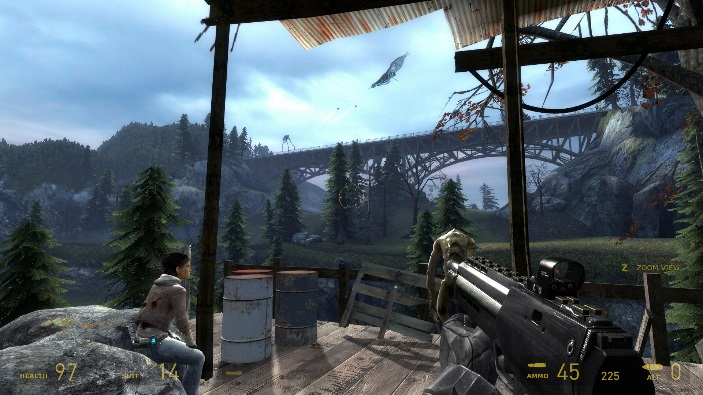 Z ZOOM VIEW
HEALTH 97
SUIT 14
AMMO 45 225
ALT 0